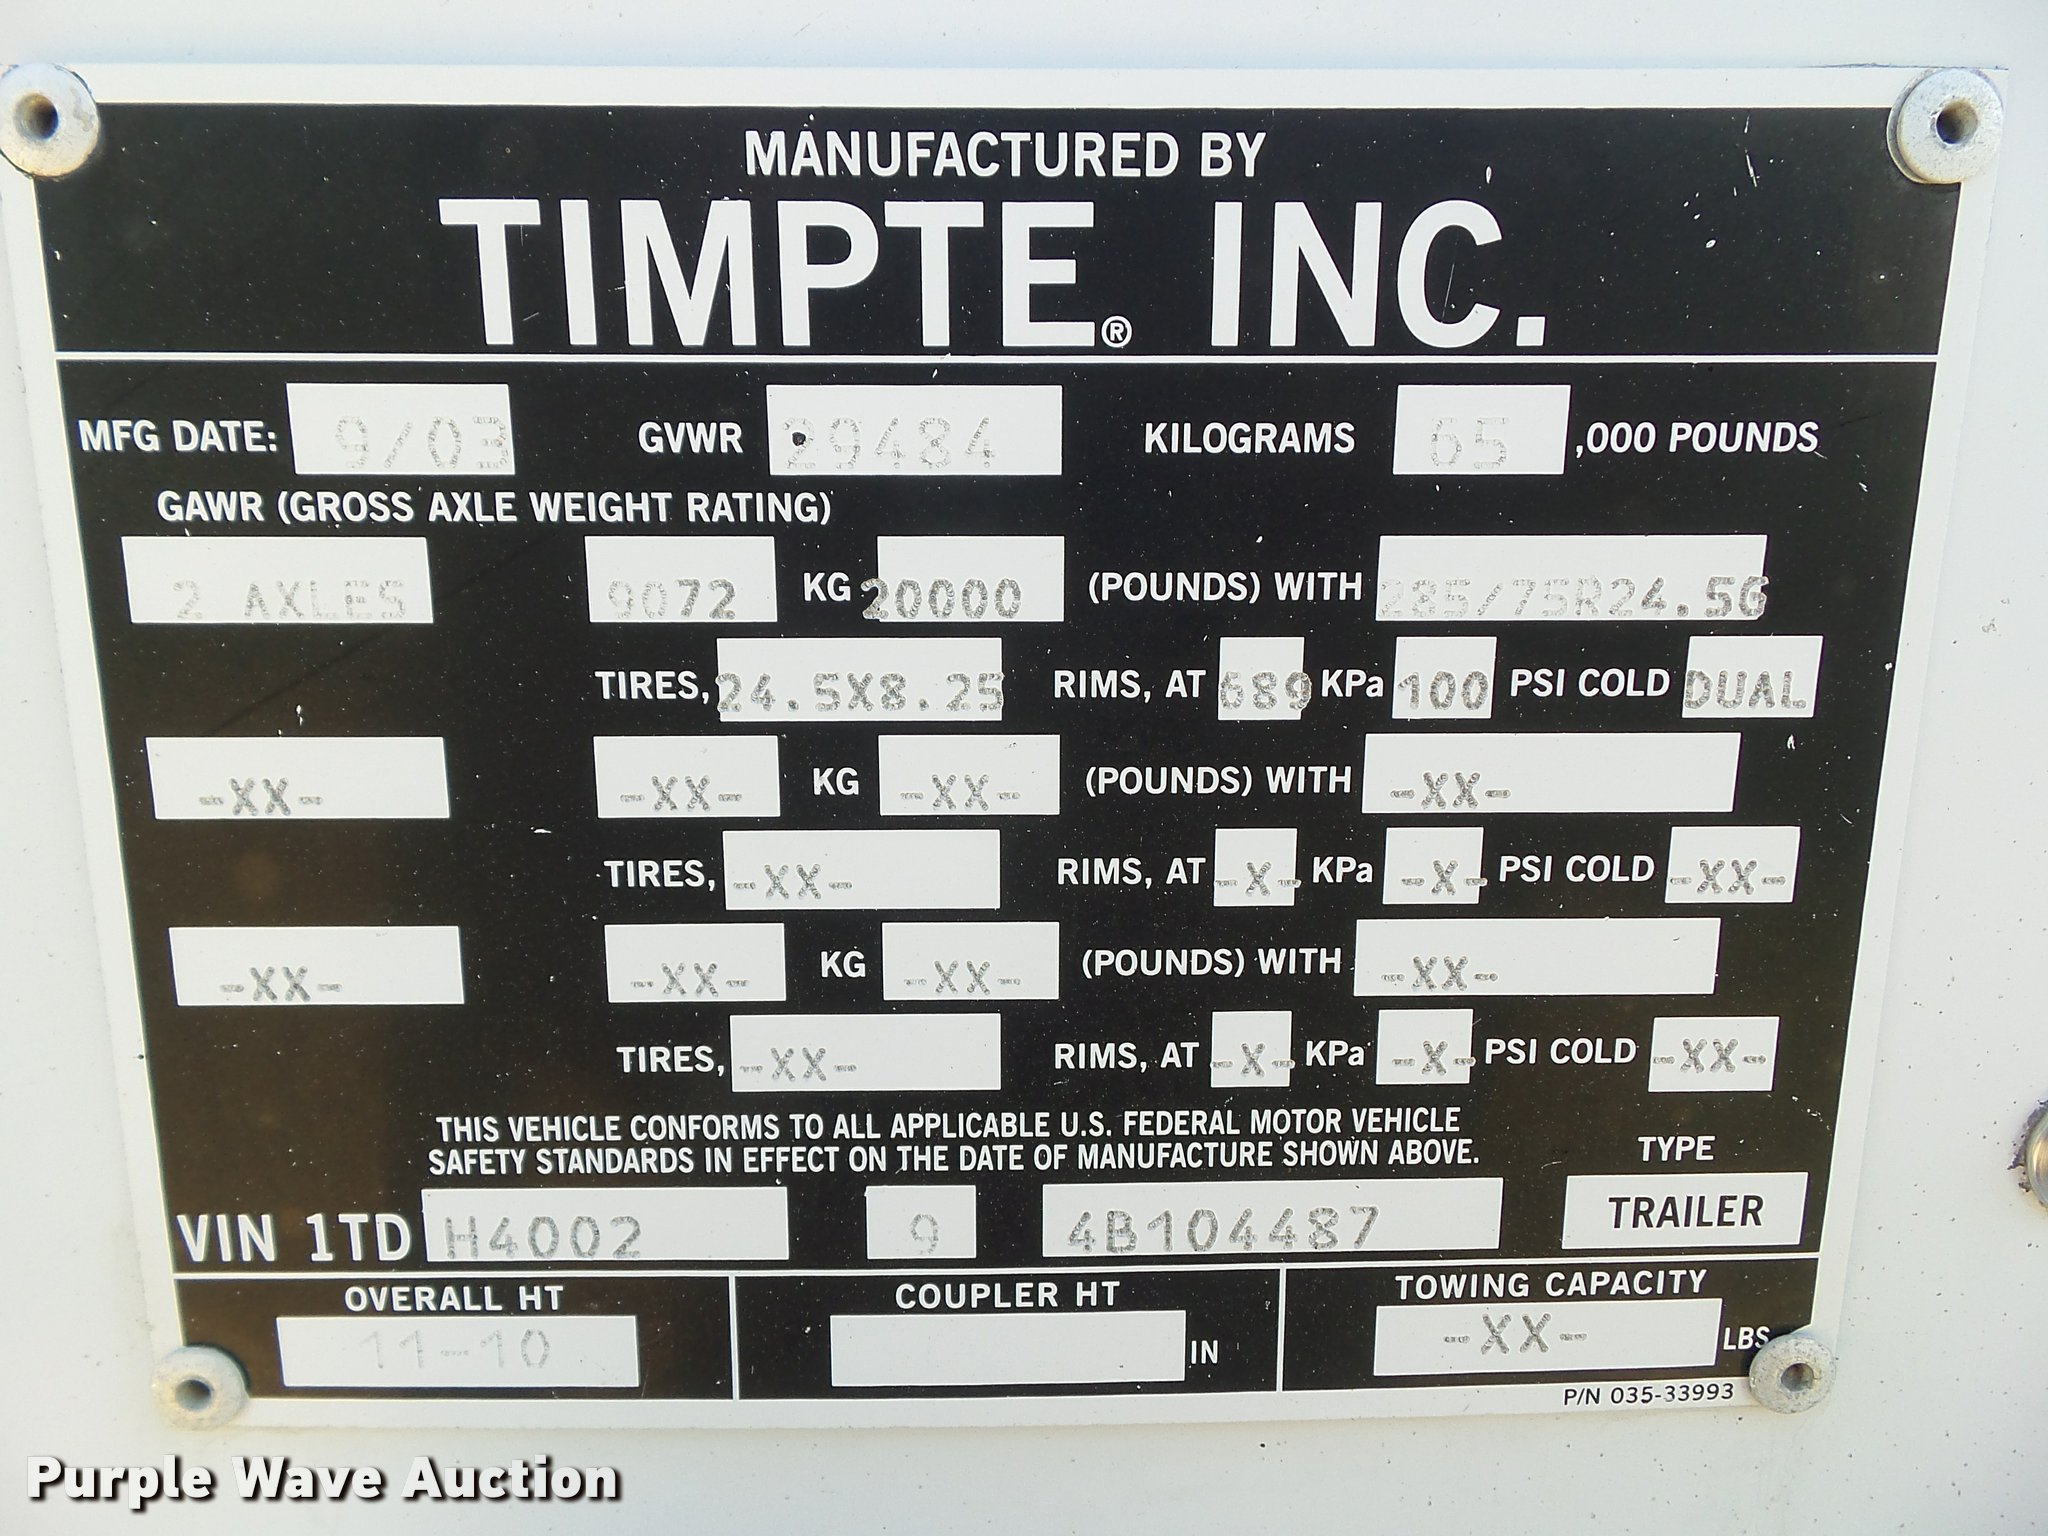 MANUFACTURED BY
TIMPTE® INC.
MFG DATE: 9/03 GVWR 29484 KILOGRAMS 65 ,000 POUNDS
GAWR (GROSS AXLE WEIGHT RATING)
2 AXLES 9072 KG 20000 (POUNDS) WITH 285/75R24.5G
TIRES, 24.5X8.25 RIMS, AT 689 KPa 100 PSI COLD DUAL
-XX- -XX- KG -XX- (POUNDS) WITH -XX-
TIRES, -XX- RIMS, AT -X- KPa -X- PSI COLD -XX-
-XX- -XX- KG -XX- (POUNDS) WITH -XX-
TIRES, -XX- RIMS, AT -X- KPa -X- PSI COLD -XX-
THIS VEHICLE CONFORMS TO ALL APPLICABLE U.S. FEDERAL MOTOR VEHICLE
SAFETY STANDARDS IN EFFECT ON THE DATE OF MANUFACTURE SHOWN ABOVE.
TYPE
VIN 1TD H4002 9 4B104487 TRAILER
OVERALL HT COUPLER HT TOWING CAPACITY
11-10 IN -XX- LBS
P/N 035-33993
Purple Wave Auction